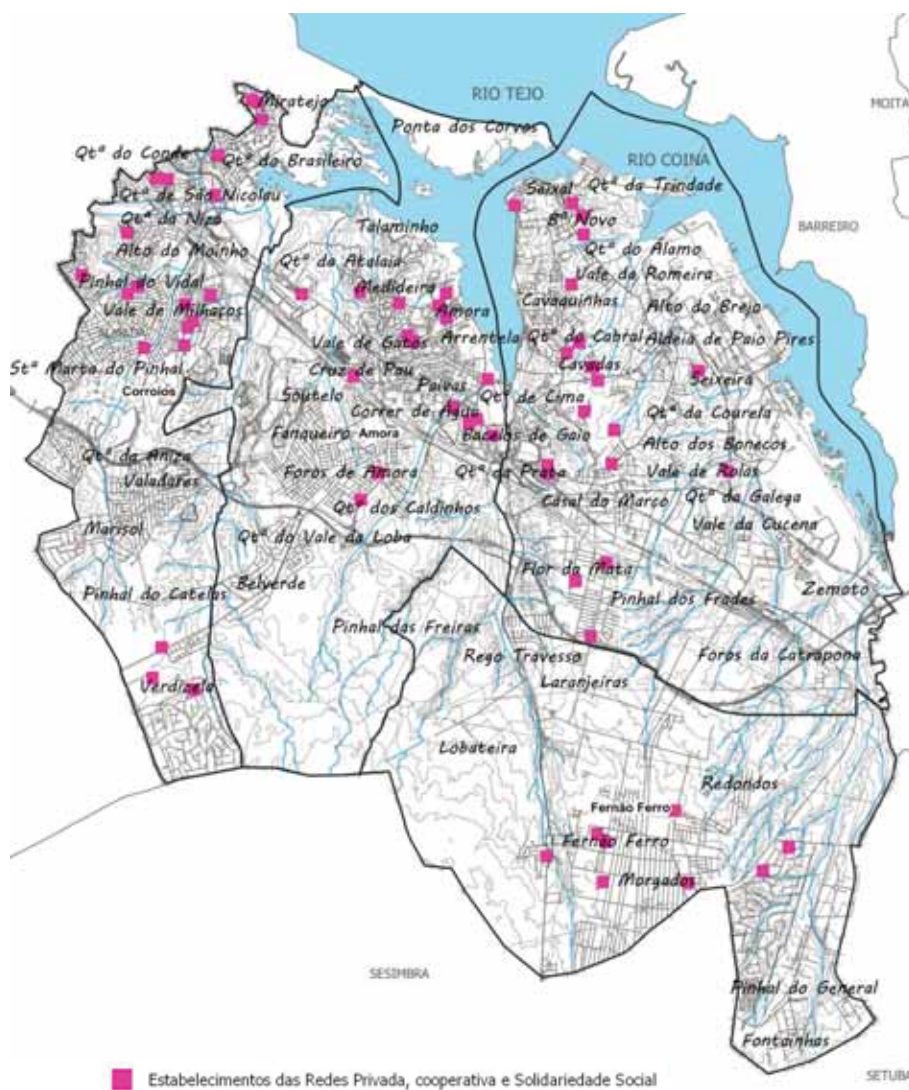 RIO TEJO
MOITA
Miratejo
Ponta dos Corvos
Qtª do Conde
Qtª do Brasileiro
RIO COINA
Qtª de São Nicolau
Seixal
Qtª da Trindade
Qtª da Niza
Talaminho
Bº Novo
BARREIRO
Alto do Moinho
Qtª do Alamo
Qtª da Atalaia
Pinhal do Vidal
Medideira
Vale da Romeira
Vale de Milhaços
Amora
Cavaquinhas
Alto do Brejo
Arrentela
Qtª do Cabral
Aldeia de Paio Pires
Vale de Gatos
Stª Marta do Pinhal
Cruz de Pau
Cavadas
Seixeira
Corroios
Soutelo
Paivas
Qtª de Cima
Correr de Água
Qtª da Courela
Fanqueiro
Amora
Bacelos de Gaio
Alto dos Bonecos
Qtª da Aniza
Foros de Amora
Qtª da Prata
Vale de Rolas
Valadares
Casal do Marco
Qtª da Galega
Qtª dos Caldinhos
Marisol
Vale da Cucena
Qtª do Vale da Loba
Flor da Mata
Belverde
Zemoto
Pinhal do Catelas
Pinhal dos Frades
Pinhal das Freiras
Rego Travesso
Foros da Catrapona
Laranjeiras
Verdizela
Lobateira
Redondos
Fernão Ferro
Fernão Ferro
Morgados
SESIMBRA
Pinhal do General
Fontainhas
Estabelecimentos das Redes Privada, cooperativa e Solidariedade Social
SETUBA